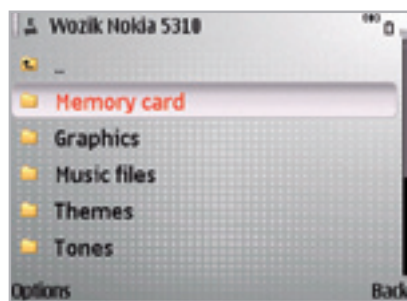 Wozik Nokia 5310
..
Memory card
Graphics
Music files
Themes
Tones
Options Back